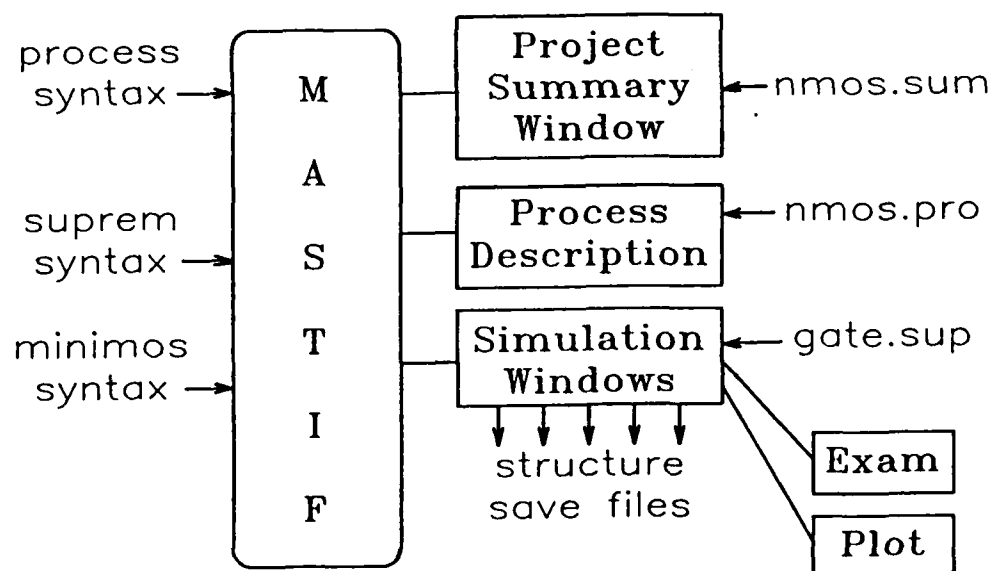 process
syntax
suprem
syntax
minimos
syntax
M
A
S
T
I
F
Project
Summary
Window
nmos.sum
Process
Description
nmos.pro
Simulation
Windows
gate.sup
structure
save files
Exam
Plot